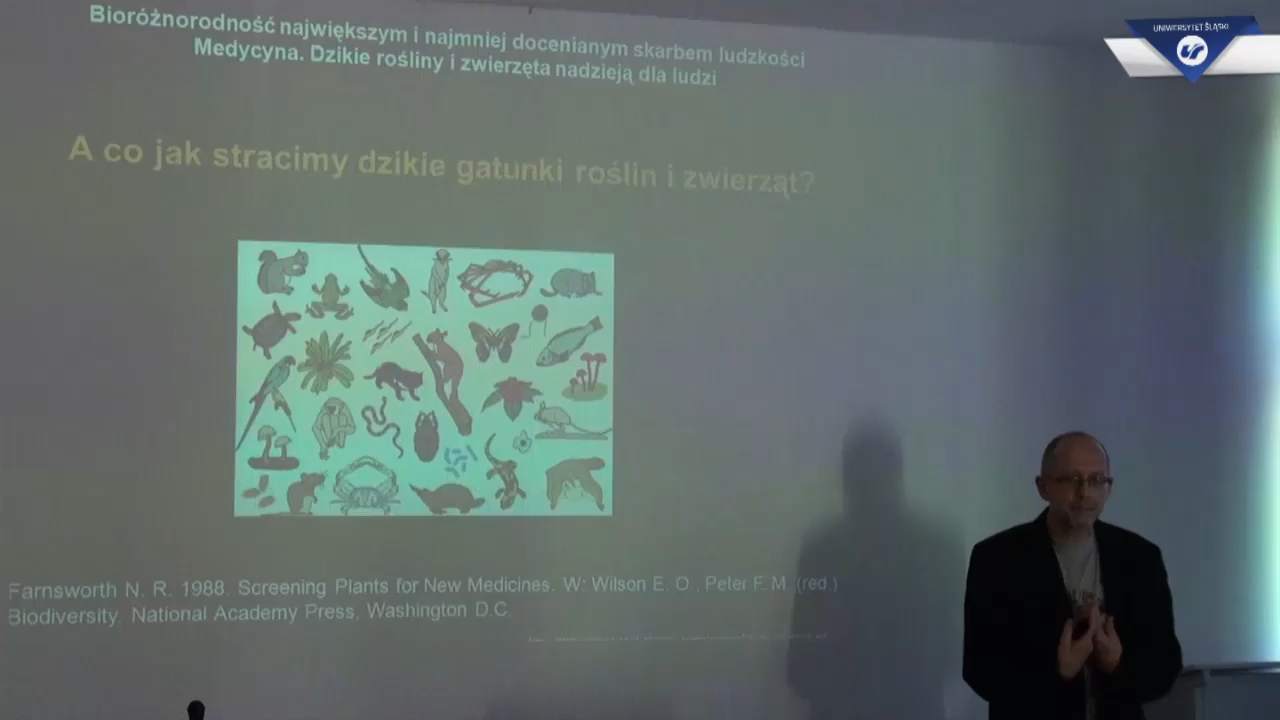 Bioróżnorodność największym i najmniej docenianym skarbem ludzkości
Medycyna. Dzikie rośliny i zwierzęta nadzieją dla ludzi
UNIWERSYTET ŚLĄSKI
A co jak stracimy dzikie gatunki roślin i zwierząt?
Farnsworth N. R. 1988. Screening Plants for New Medicines. W: Wilson E. O., Peter F. M. (red.)
Biodiversity. National Academy Press, Washington D.C.